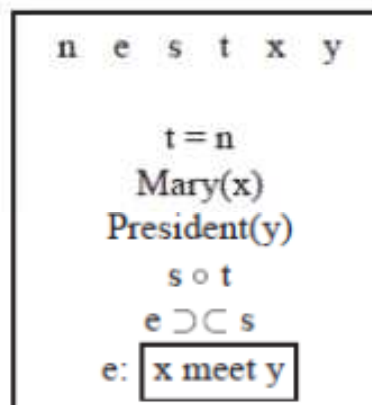 n e s t x y
t = n
Mary(x)
President(y)
s ○ t
e ⊃⊂ s
e: x meet y